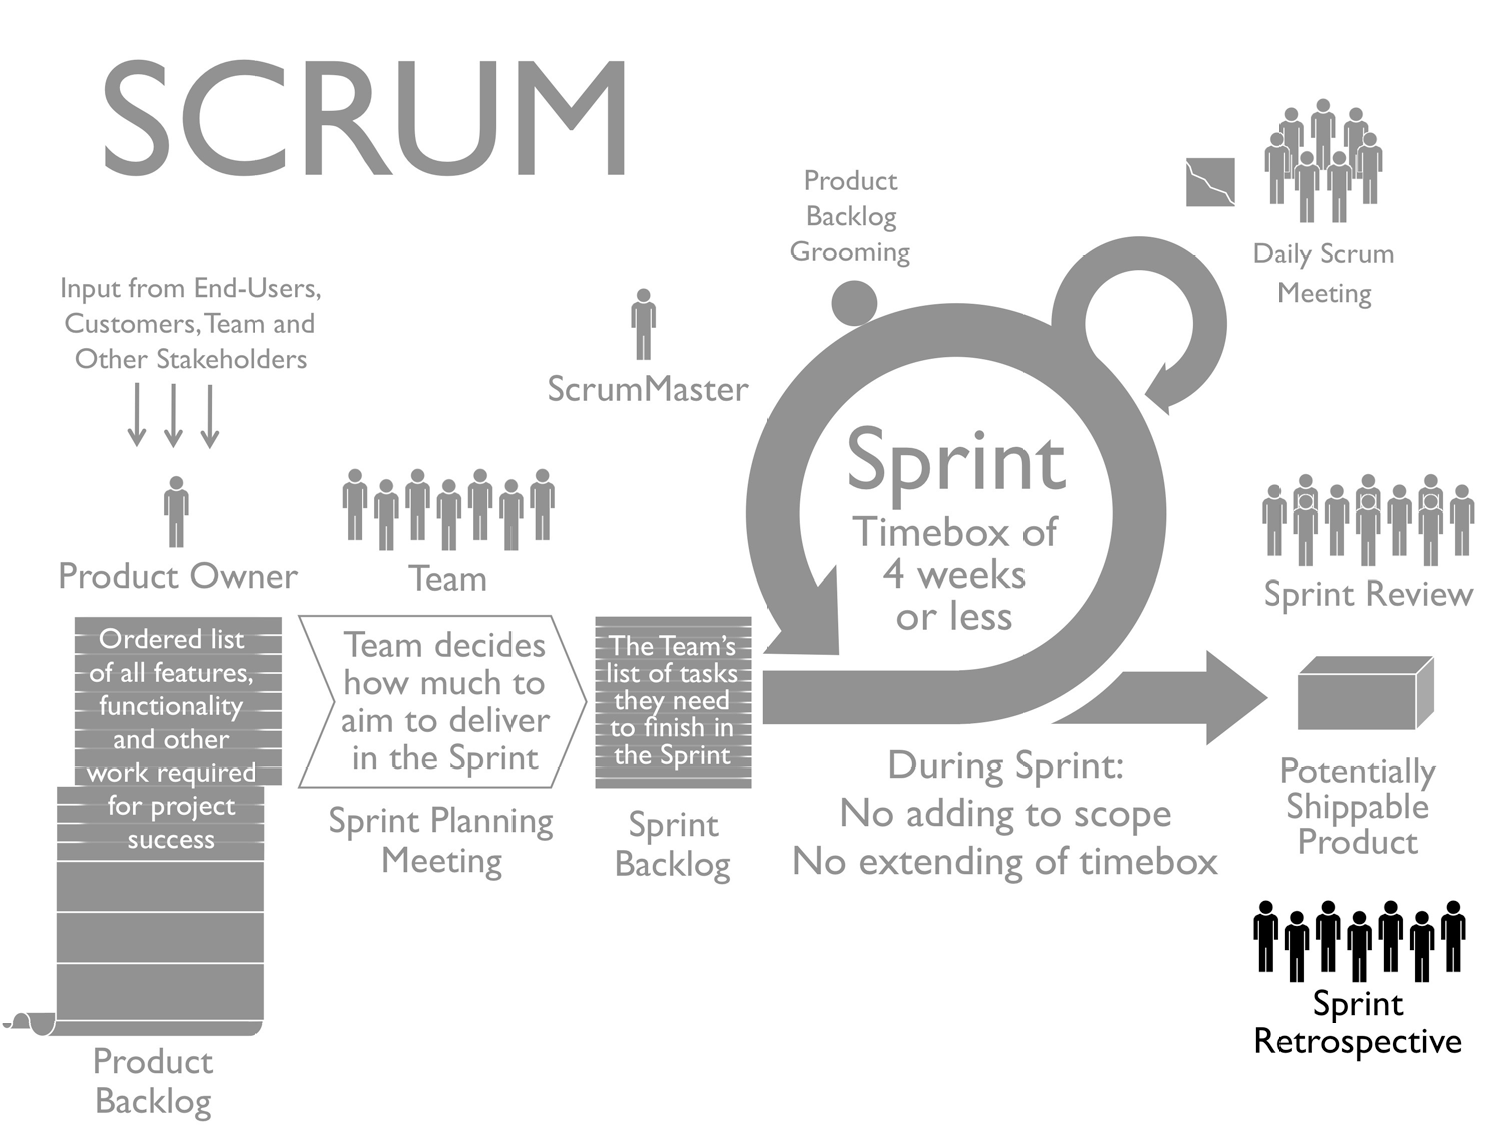 SCRUM
Product
Backlog
Grooming
Daily Scrum
Meeting
Input from End-Users,
Customers, Team and
Other Stakeholders
ScrumMaster
Product Owner
Team
Sprint
Timebox of
4 weeks
or less
Sprint Review
Ordered list
of all features,
functionality
and other
work required
for project
success
Team decides
how much to
aim to deliver
in the Sprint
The Team's
list of tasks
they need
to finish in
the Sprint
Sprint Planning
Meeting
Sprint
Backlog
During Sprint:
No adding to scope
No extending of timebox
Potentially
Shippable
Product
Sprint
Retrospective
Product
Backlog